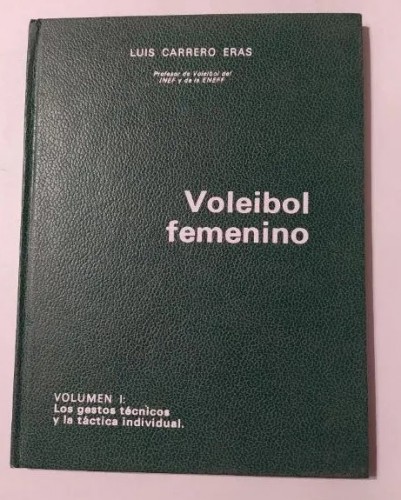 LUIS CARRERO ERAS
Profesor de Voleibol del
INEF y de la ENEFF
Voleibol
femenino
VOLUMEN I:
Los gestos técnicos
y la táctica individual.